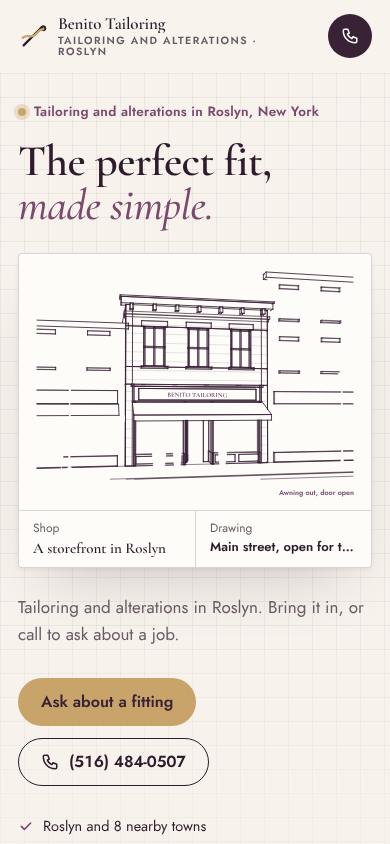 Benito Tailoring
TAILORING AND ALTERATIONS ·
ROSLYN
Tailoring and alterations in Roslyn, New York
The perfect fit,
made simple.
BENITO TAILORING
Awning out, door open
Shop
A storefront in Roslyn
Drawing
Main street, open for t...
Tailoring and alterations in Roslyn. Bring it in, or
call to ask about a job.
Ask about a fitting
(516) 484-0507
Roslyn and 8 nearby towns